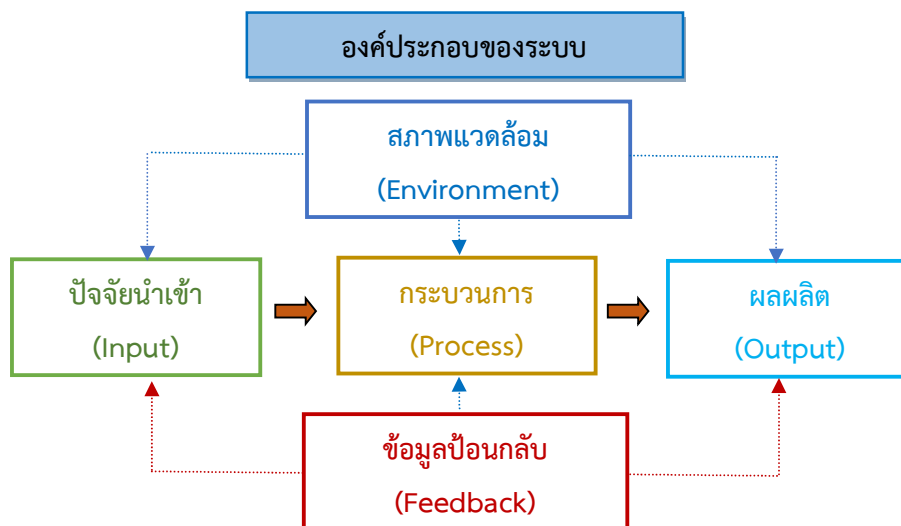 องค์ประกอบของระบบ
สภาพแวดล้อม
(Environment)
ปัจจัยนำเข้า
(Input)
กระบวนการ
(Process)
ผลผลิต
(Output)
ข้อมูลป้อนกลับ
(Feedback)